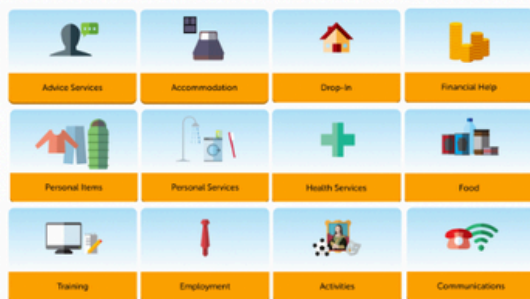 Advice Services
Accommodation
Drop-In
Financial Help
Personal Items
Personal Services
Health Services
Food
Training
Employment
Activities
Communications